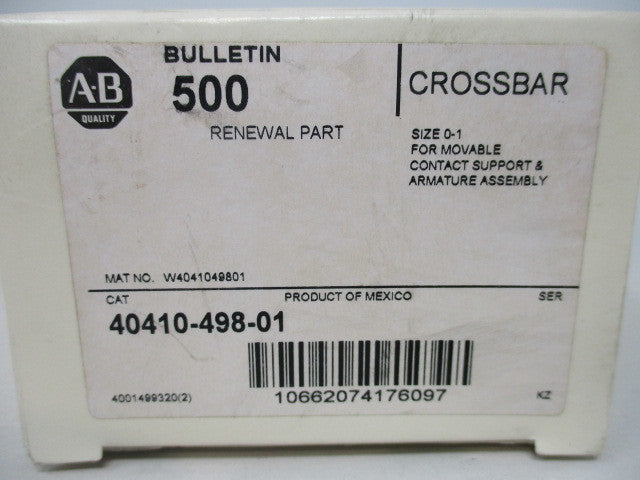 A-B
QUALITY
BULLETIN
500
RENEWAL PART
CROSSBAR
SIZE 0-1
FOR MOVABLE
CONTACT SUPPORT &
ARMATURE ASSEMBLY
MAT NO. W4041049801
CAT PRODUCT OF MEXICO SER
40410-498-01
10662074176097
4001499320(2) KZ